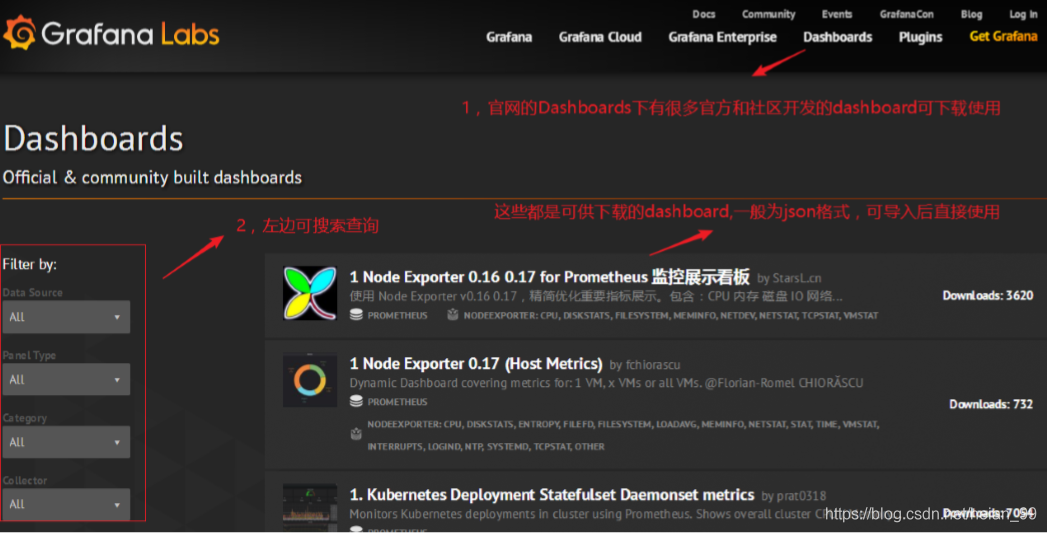 Grafana Labs
Docs Community Events GrafanaCon Blog Log In
Grafana Grafana Cloud Grafana Enterprise Dashboards Plugins Get Grafana
1，官网的Dashboards下有很多官方和社区开发的dashboard可下载使用
Dashboards
Official & community built dashboards
2，左边可搜索查询
这些都是可供下载的dashboard,一般为json格式，可导入后直接使用
Filter by:
Data Source
All
Panel Type
All
Category
All
Collector
All
1 Node Exporter 0.16 0.17 for Prometheus 监控展示看板 by StarsL.cn
使用 Node Exporter v0.16 0.17，精简优化重要指标展示。包含：CPU 内存 磁盘 IO 网络...
PROMETHEUS NODEEXPORTER: CPU, DISKSTATS, FILESYSTEM, MEMINFO, NETDEV, NETSTAT, TCPSTAT, VMSTAT
Downloads: 3620
1 Node Exporter 0.17 (Host Metrics) by fchiorascu
Dynamic Dashboard covering metrics for: 1 VM, x VMs or all VMs. @Florian-Romel CHIORĂSCU
PROMETHEUS
NODEEXPORTER: CPU, DISKSTATS, ENTROPY, FILEFD, FILESYSTEM, LOADAVG, MEMINFO, NETSTAT, STAT, TIME, VMSTAT,
INTERRUPTS, LOGIND, NTP, SYSTEMD, TCPSTAT, OTHER
Downloads: 732
1. Kubernetes Deployment Statefulset Daemonset metrics by prat0318
Monitors Kubernetes deployments in cluster using Prometheus. Shows overall cluster
PROMETHEUS
Downloads:
https://blog.csdn.net/